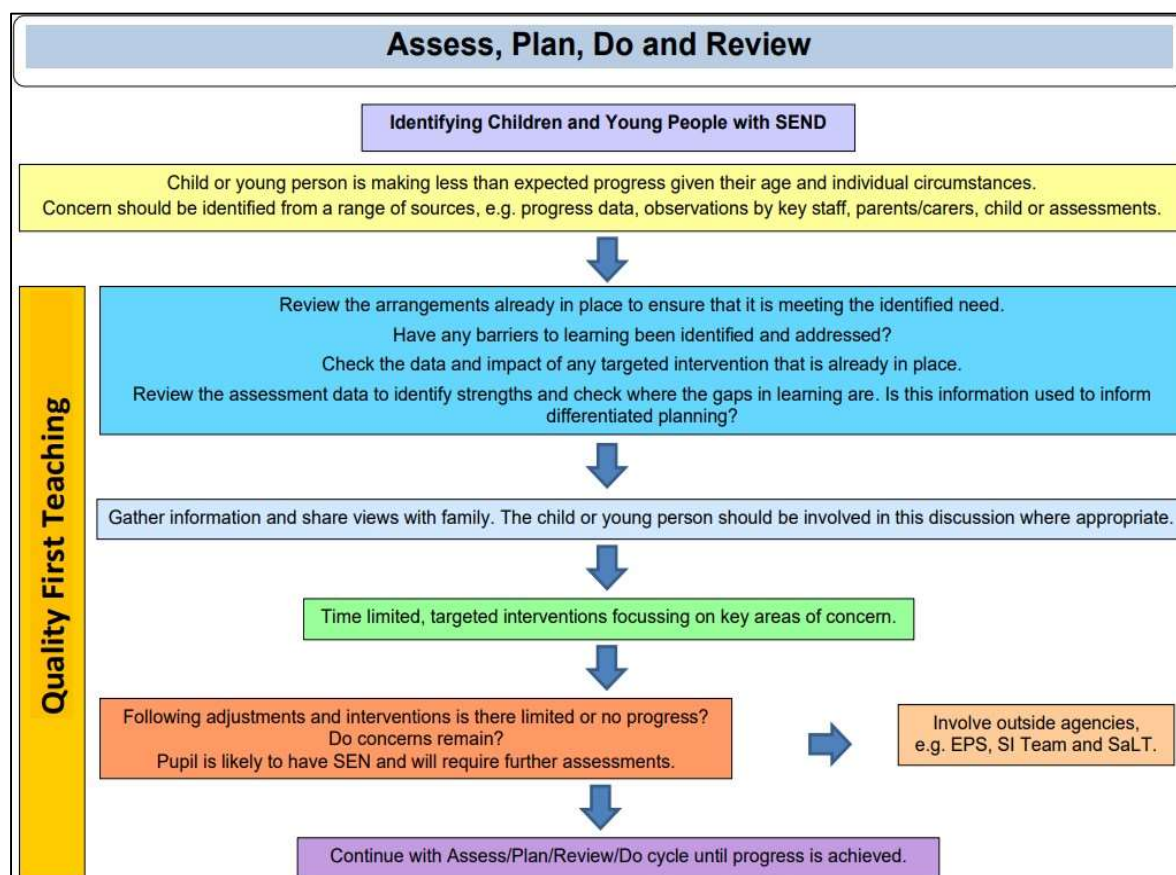 Assess, Plan, Do and Review
Identifying Children and Young People with SEND
Child or young person is making less than expected progress given their age and individual circumstances.
Concern should be identified from a range of sources, e.g. progress data, observations by key staff, parents/carers, child or assessments.
Quality First Teaching
Review the arrangements already in place to ensure that it is meeting the identified need.
Have any barriers to learning been identified and addressed?
Check the data and impact of any targeted intervention that is already in place.
Review the assessment data to identify strengths and check where the gaps in learning are. Is this information used to inform
differentiated planning?
Gather information and share views with family. The child or young person should be involved in this discussion where appropriate.
Time limited, targeted interventions focussing on key areas of concern.
Following adjustments and interventions is there limited or no progress?
Do concerns remain?
Pupil is likely to have SEN and will require further assessments.
Involve outside agencies,
e.g. EPS, SI Team and SaLT.
Continue with Assess/Plan/Review/Do cycle until progress is achieved.